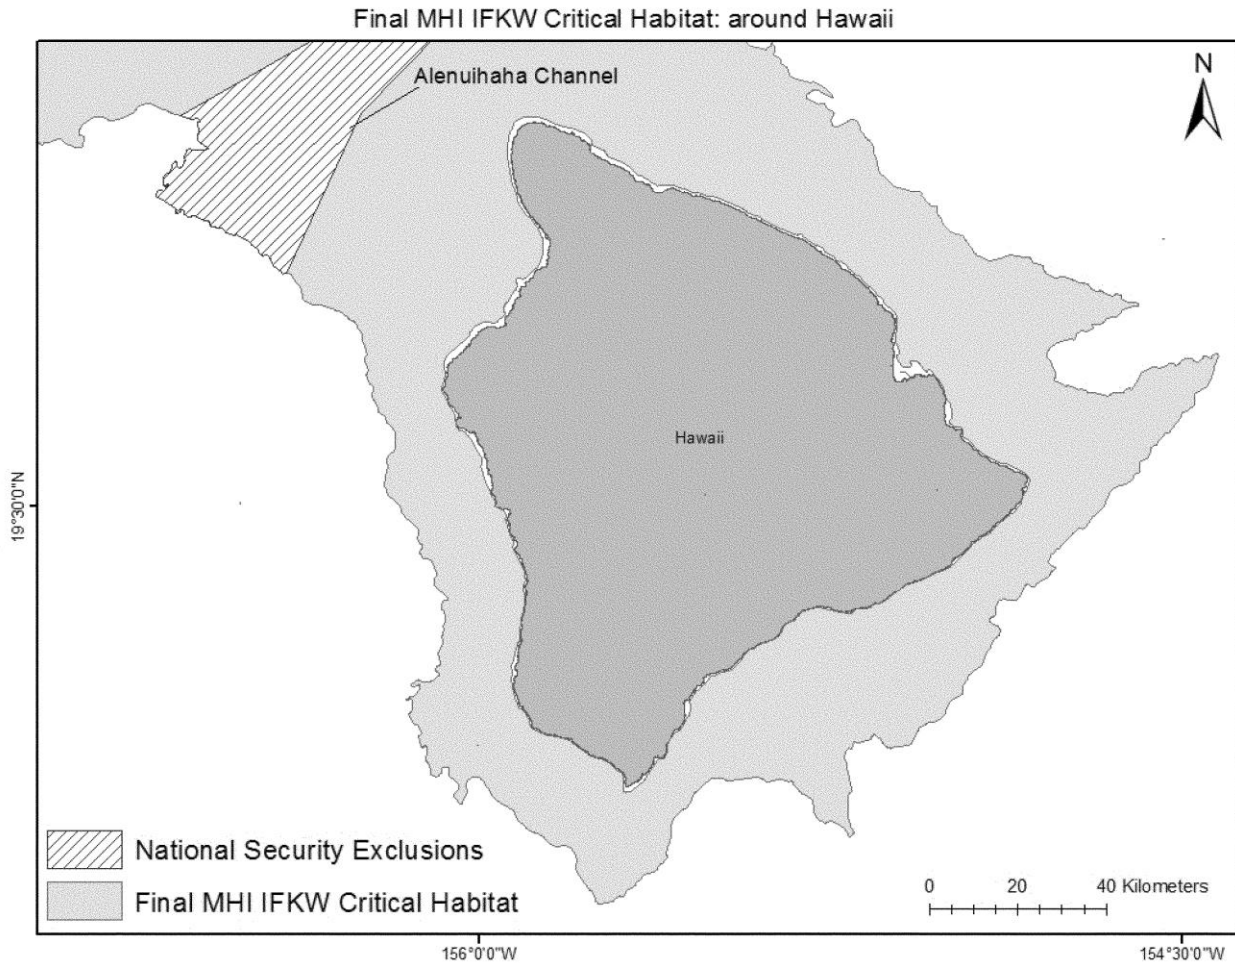 Final MHI IFKW Critical Habitat: around Hawaii
Alenuihaha Channel
N
Hawaii
19°30'0"N
National Security Exclusions
Final MHI IFKW Critical Habitat
0 20 40 Kilometers
156°0'0"W
154°30'0"W